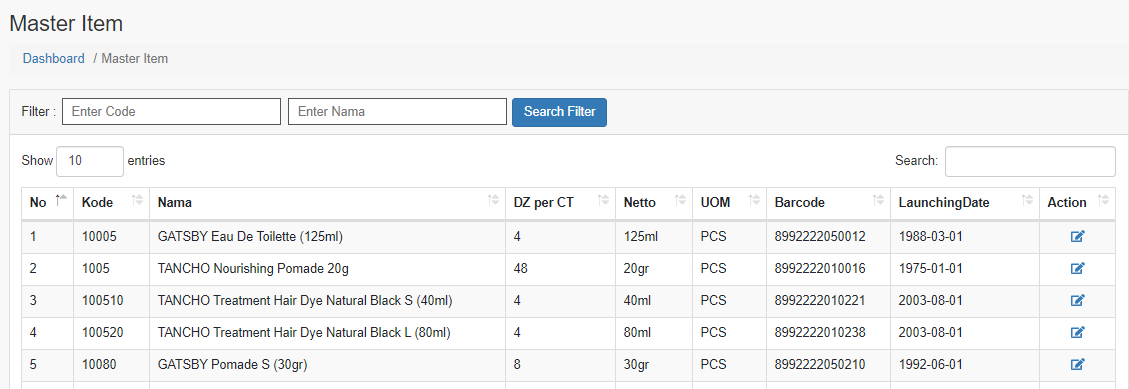 Master Item
Dashboard / Master Item
Filter : Enter Code Enter Nama Search Filter
Show 10 entries Search:
No Kode Nama DZ per CT Netto UOM Barcode LaunchingDate Action
1 10005 GATSBY Eau De Toilette (125ml) 4 125ml PCS 8992222050012 1988-03-01
2 1005 TANCHO Nourishing Pomade 20g 48 20gr PCS 8992222010016 1975-01-01
3 100510 TANCHO Treatment Hair Dye Natural Black S (40ml) 4 40ml PCS 8992222010221 2003-08-01
4 100520 TANCHO Treatment Hair Dye Natural Black L (80ml) 4 80ml PCS 8992222010238 2003-08-01
5 10080 GATSBY Pomade S (30gr) 8 30gr PCS 8992222050210 1992-06-01